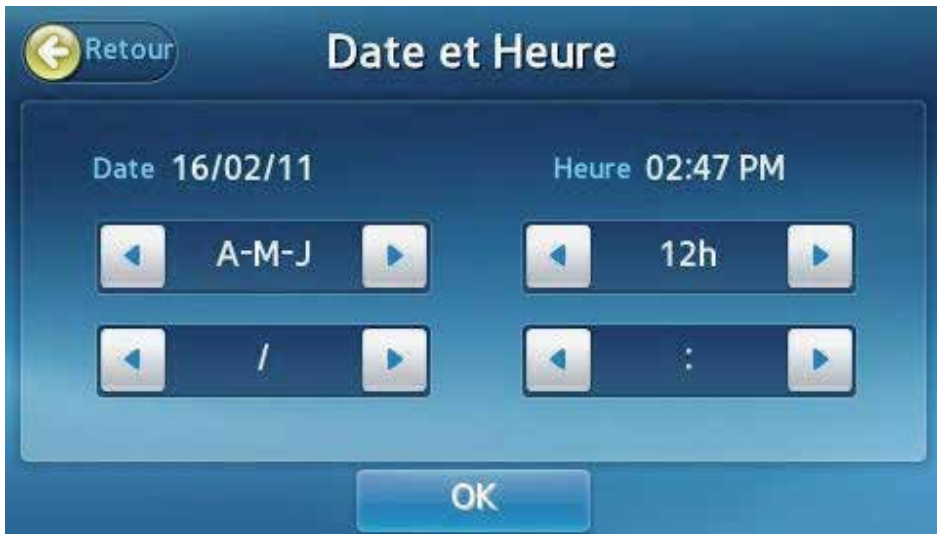 Retour
Date et Heure
Date 16/02/11
Heure 02:47 PM
A-M-J
12h
/
:
OK